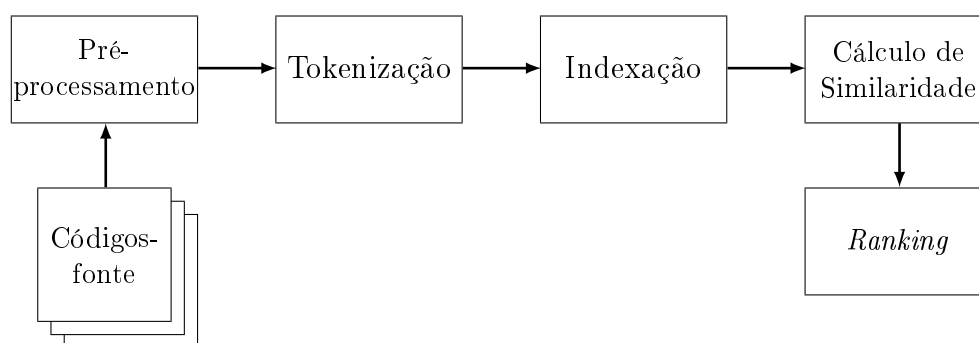 Pré-
processamento
Tokenização
Indexação
Cálculo de
Similaridade
Códigos-
fonte
Ranking